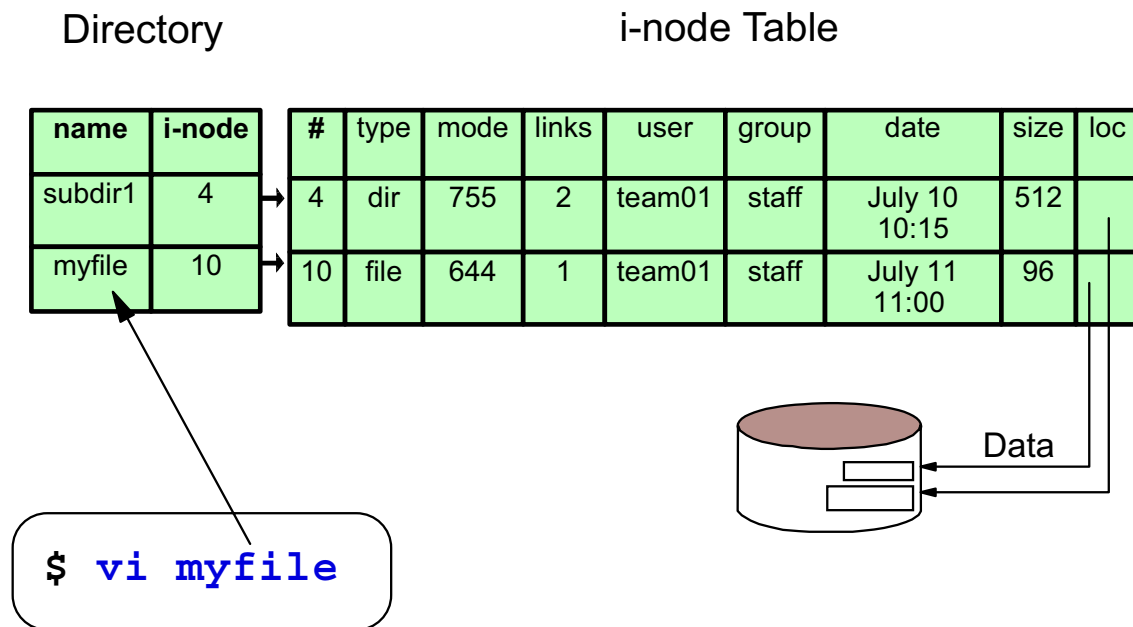 Directory
i-node Table
name i-node
# type mode links user group date size loc
subdir1 4
4 dir 755 2 team01 staff July 10 512
10:15
myfile 10
10 file 644 1 team01 staff July 11 96
11:00
Data
$ vi myfile